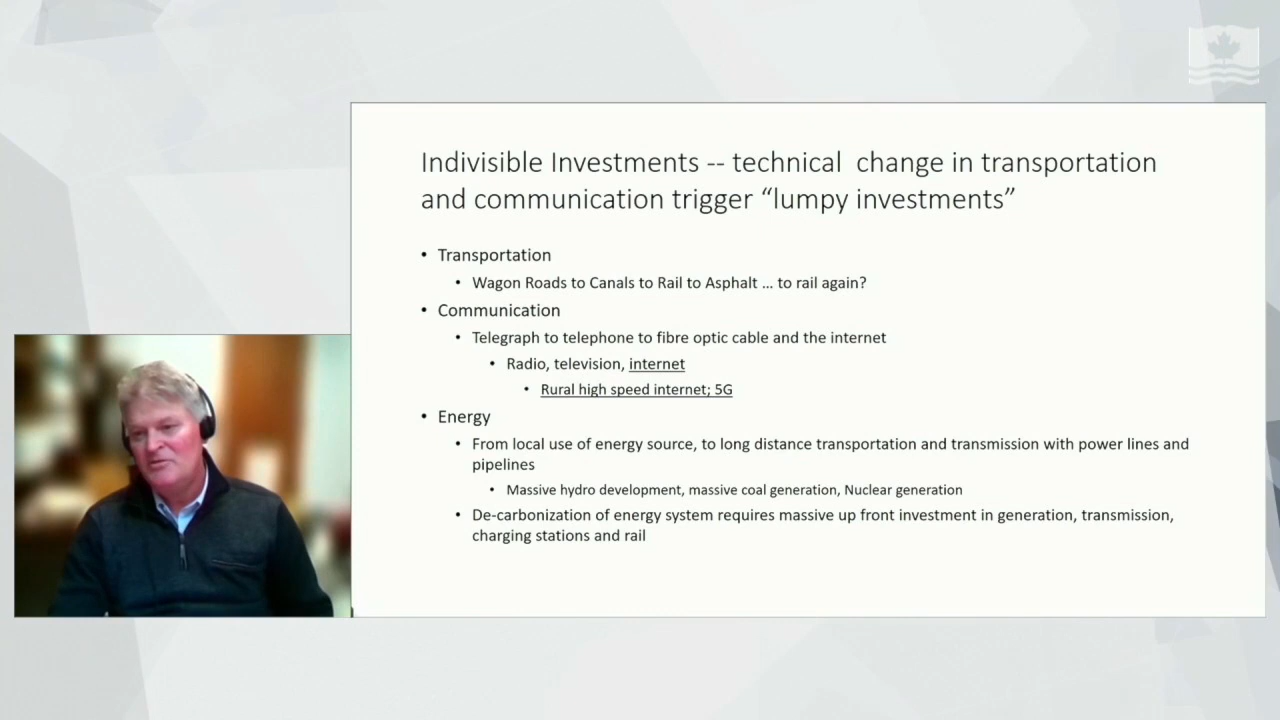 Indivisible Investments -- technical  change in transportation
and communication trigger “lumpy investments”
• Transportation
• Wagon Roads to Canals to Rail to Asphalt ... to rail again?
• Communication
• Telegraph to telephone to fibre optic cable and the internet
• Radio, television, internet
• Rural high speed internet; 5G
• Energy
• From local use of energy source, to long distance transportation and transmission with power lines and
pipelines
• Massive hydro development, massive coal generation, Nuclear generation
• De-carbonization of energy system requires massive up front investment in generation, transmission,
charging stations and rail